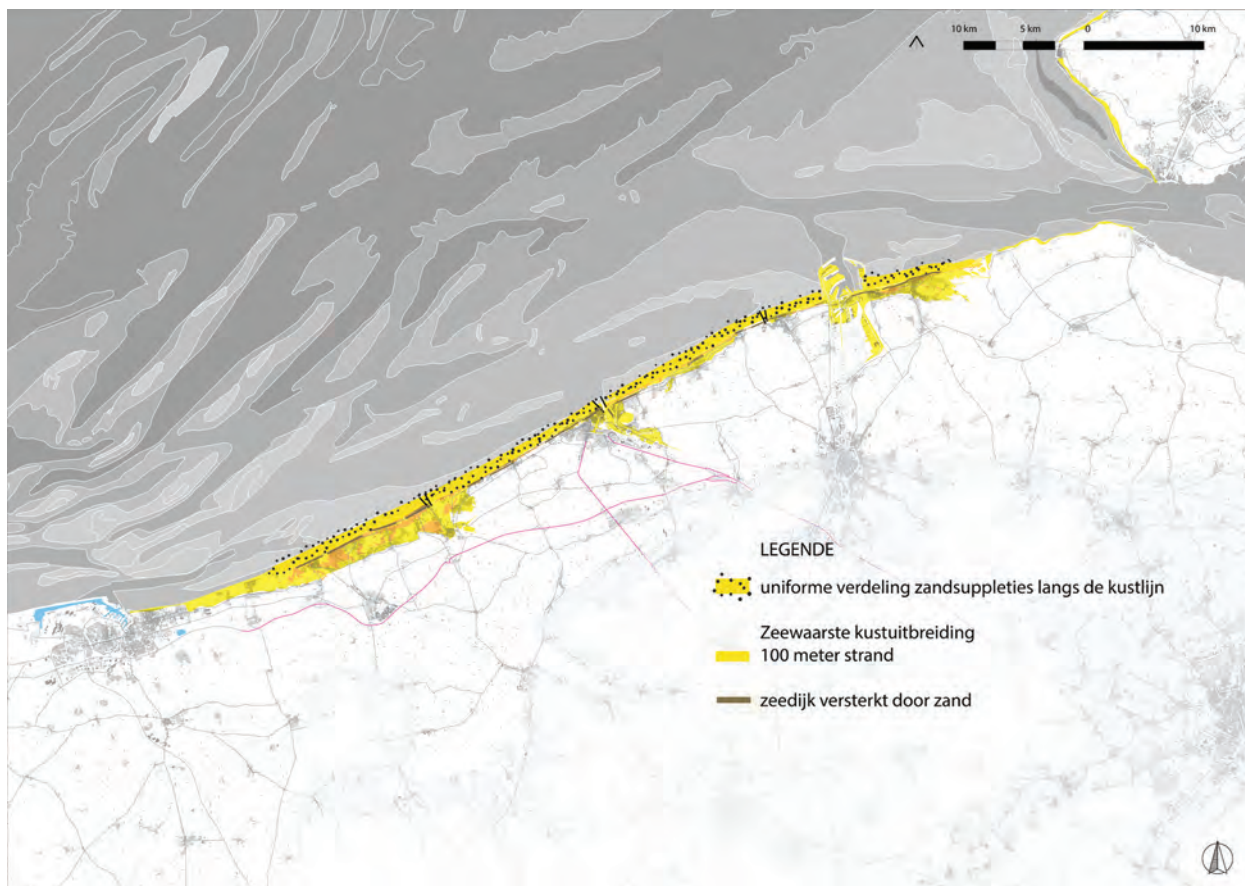 10 km 5 km 0 10 km
LEGENDE
uniforme verdeling zandsuppleties langs de kustlijn
Zeewaarste kustuitbreiding
100 meter strand
zeedijk versterkt door zand